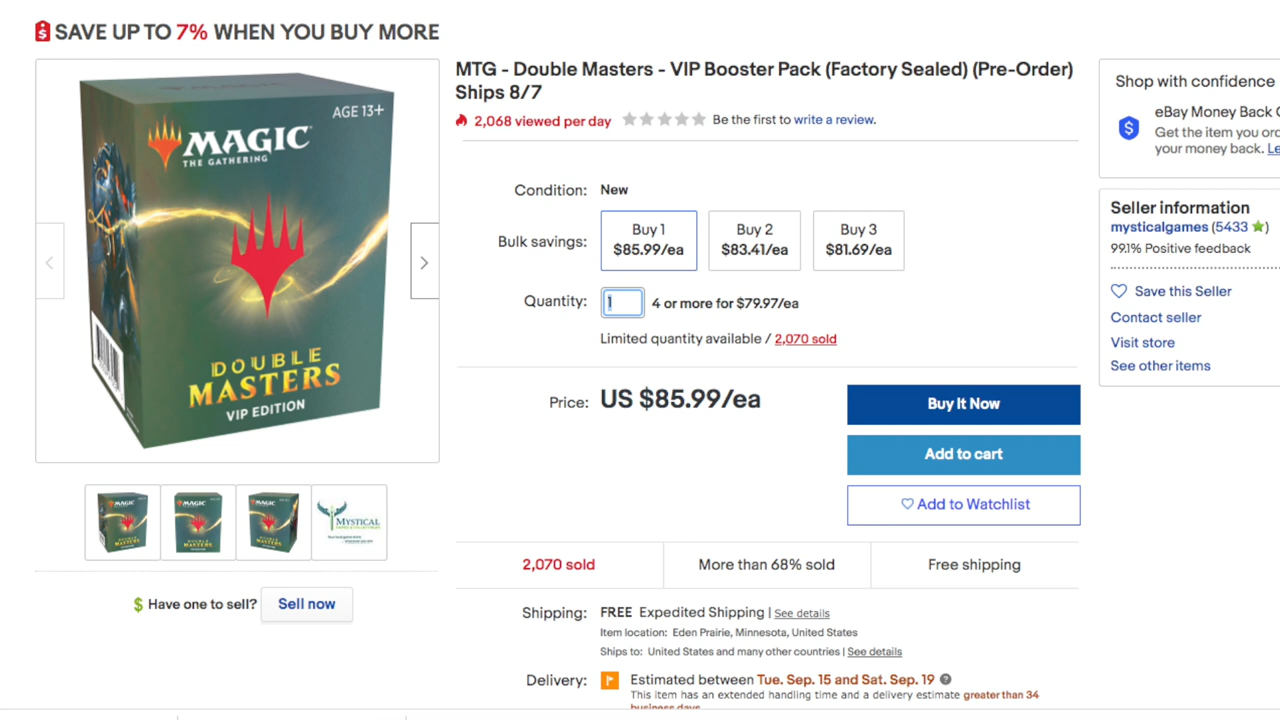 SAVE UP TO 7% WHEN YOU BUY MORE
AGE 13+
MAGIC
THE GATHERING
DOUBLE
MASTERS
VIP EDITION
MYSTICAL
$ Have one to sell? Sell now
MTG - Double Masters - VIP Booster Pack (Factory Sealed) (Pre-Order)
Ships 8/7
2,068 viewed per day
Be the first to write a review.
Condition: New
Bulk savings:
Buy 1
$85.99/ea
Buy 2
$83.41/ea
Buy 3
$81.69/ea
Quantity: 1 4 or more for $79.97/ea
Limited quantity available / 2,070 sold
Price: US $85.99/ea
Buy It Now
Add to cart
Add to Watchlist
2,070 sold
More than 68% sold
Free shipping
Shipping: FREE Expedited Shipping | See details
Item location: Eden Prairie, Minnesota, United States
Ships to: United States and many other countries | See details
Delivery: Estimated between Tue. Sep. 15 and Sat. Sep. 19
This item has an extended handling time and a delivery estimate greater than 34
business days
Shop with confidence
eBay Money Back
Get the item you
your money back.
Seller information
mysticalgames (5433)
99.1% Positive feedback
Save this Seller
Contact seller
Visit store
See other items